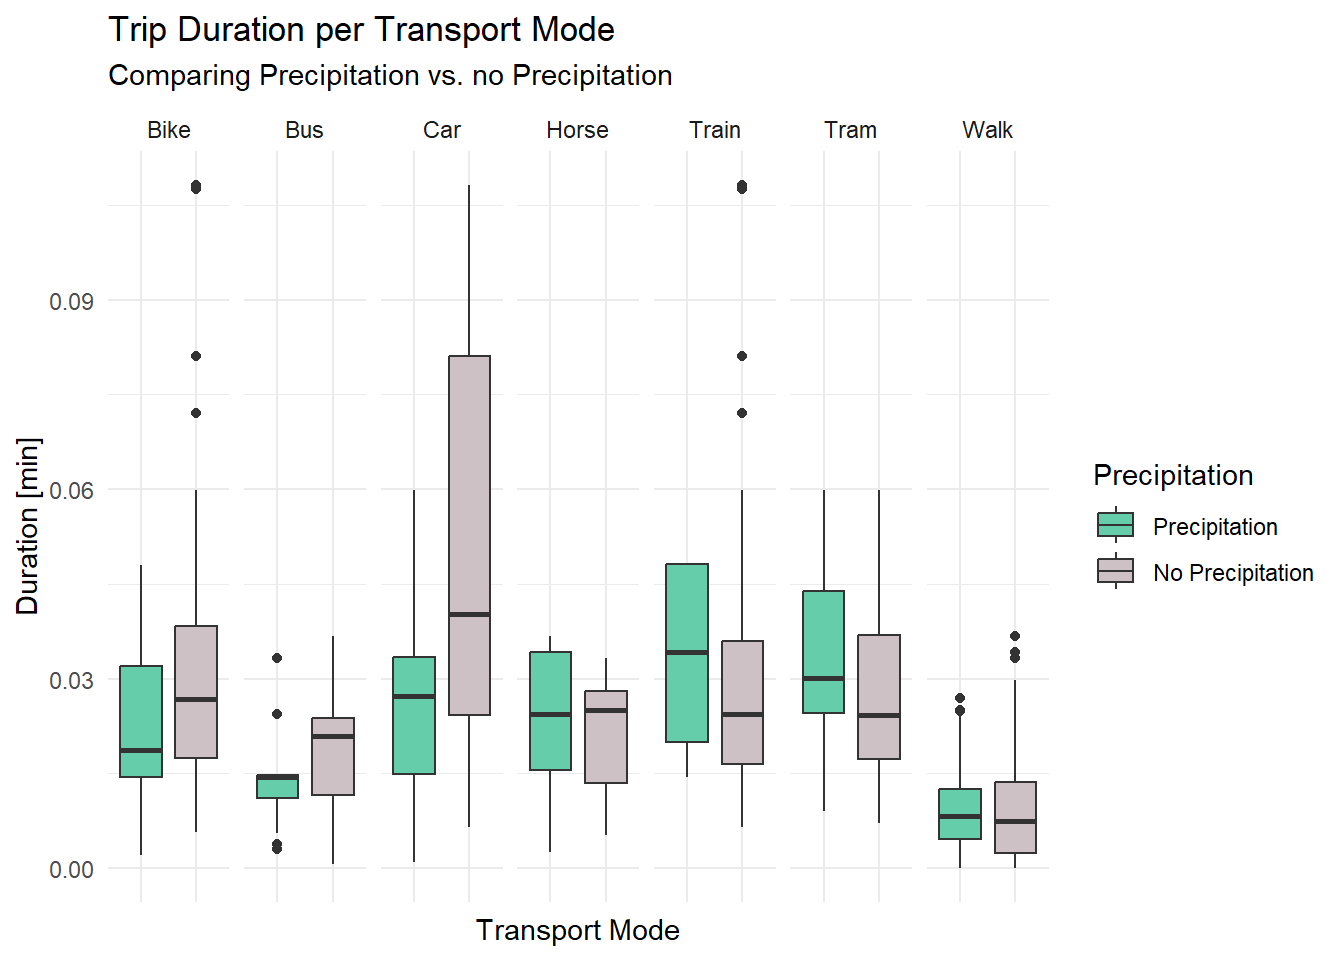 Trip Duration per Transport Mode
Comparing Precipitation vs. no Precipitation
Bike Bus Car Horse Train Tram Walk
0.09
0.06
0.03
0.00
Duration [min]
Transport Mode
Precipitation
Precipitation
No Precipitation